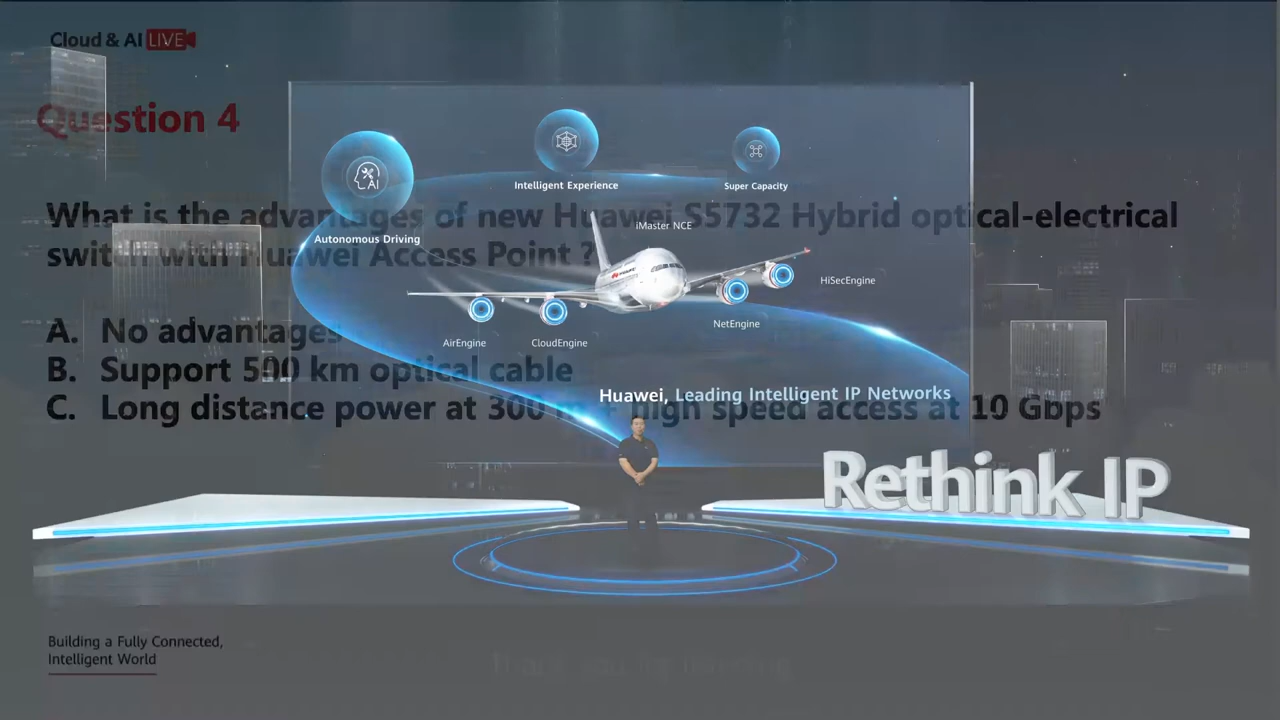 Cloud & AI LIVE
Question 4
What is the advantages of new Huawei S5732 Hybrid optical-electrical
switch with Huawei Access Point ?
A. No advantages
B. Support 500 km optical cable
C. Long distance power at 300 m + high speed access at 10 Gbps
AI
Intelligent Experience
Super Capacity
Autonomous Driving
iMaster NCE
HiSecEngine
NetEngine
AirEngine
CloudEngine
Huawei, Leading Intelligent IP Networks
Rethink IP
Building a Fully Connected,
Intelligent World